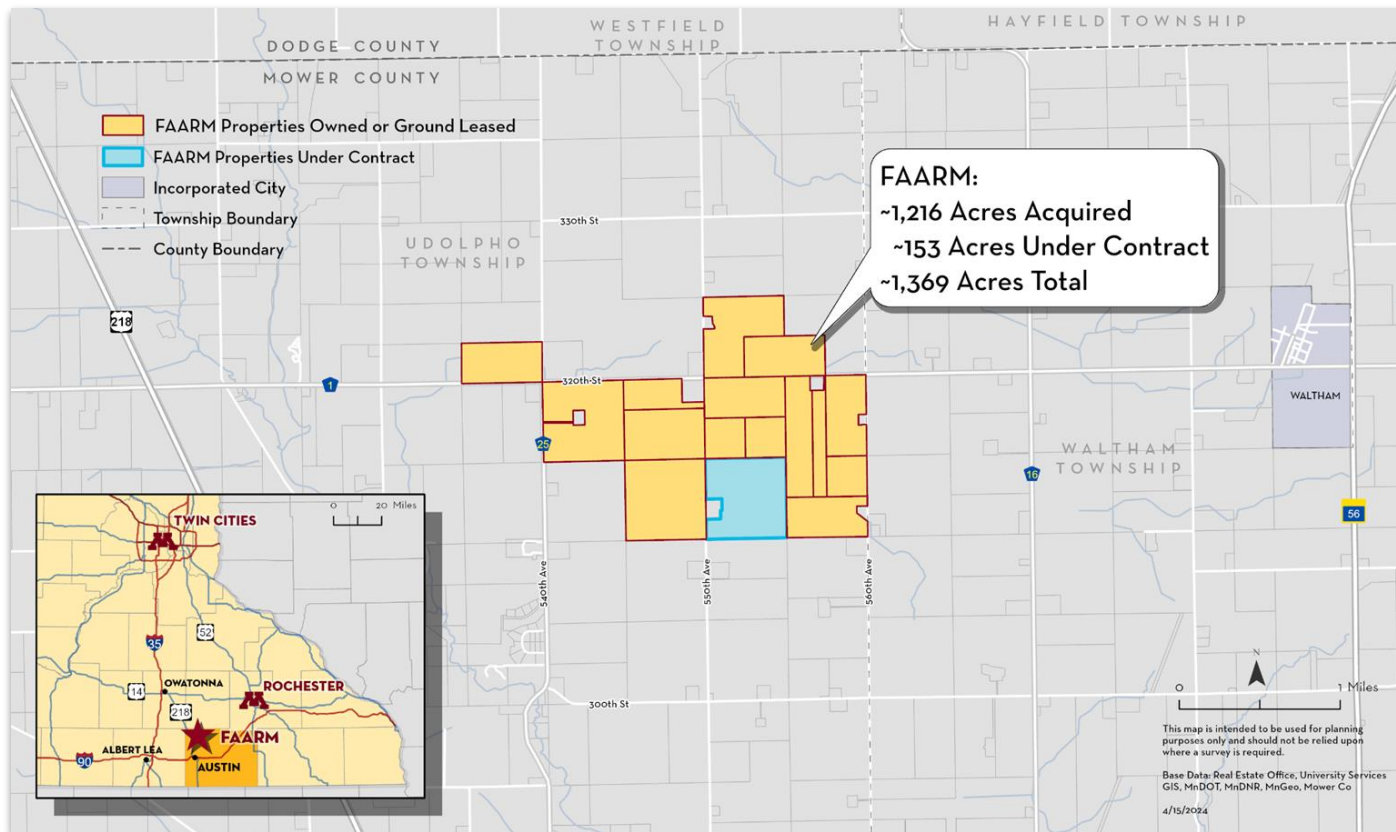 WESTFIELD
TOWNSHIP
HAYFIELD TOWNSHIP
DODGE COUNTY
MOWER COUNTY
FAARM Properties Owned or Ground Leased
FAARM Properties Under Contract
Incorporated City
Township Boundary
County Boundary
FAARM:
~1,216 Acres Acquired
~153 Acres Under Contract
~1,369 Acres Total
330th St
UDOLPHO
TOWNSHIP
218
1
320th St
25
WALTHAM
WALTHAM
TOWNSHIP
16
56
540th Ave
550th Ave
560th Ave
300th St
0 20 Miles
TWIN CITIES
35
52
OWATONNA
14
ROCHESTER
218
FAARM
ALBERT LEA
90
AUSTIN
N
0 1 Miles
This map is intended to be used for planning
purposes only and should not be relied upon
where a survey is required.
Base Data: Real Estate Office, University Services
GIS, MnDOT, MnDNR, MnGeo, Mower Co
4/15/2024